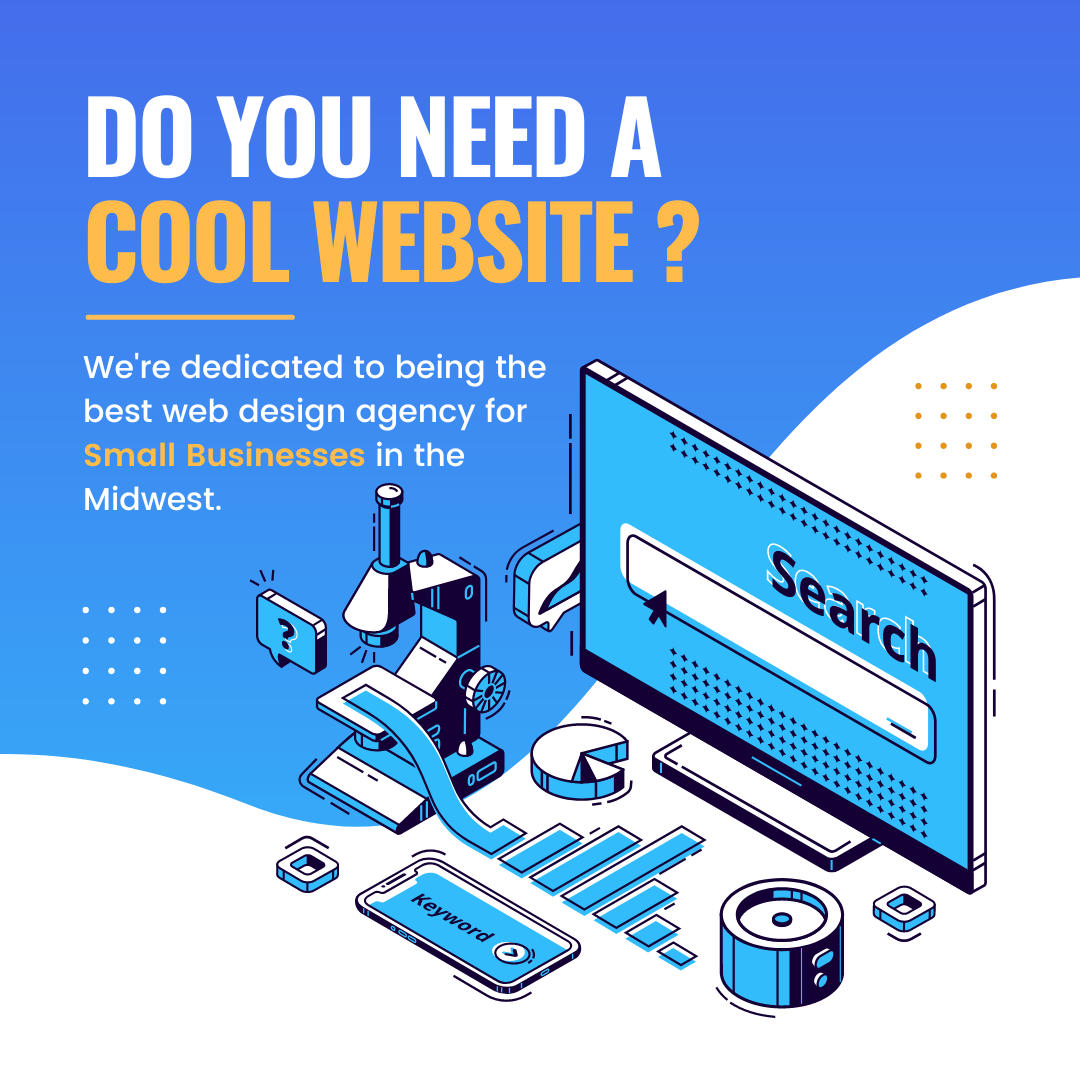 DO YOU NEED A
COOL WEBSITE ?
We're dedicated to being the
best web design agency for
Small Businesses in the
Midwest.
?
Search
Keyword